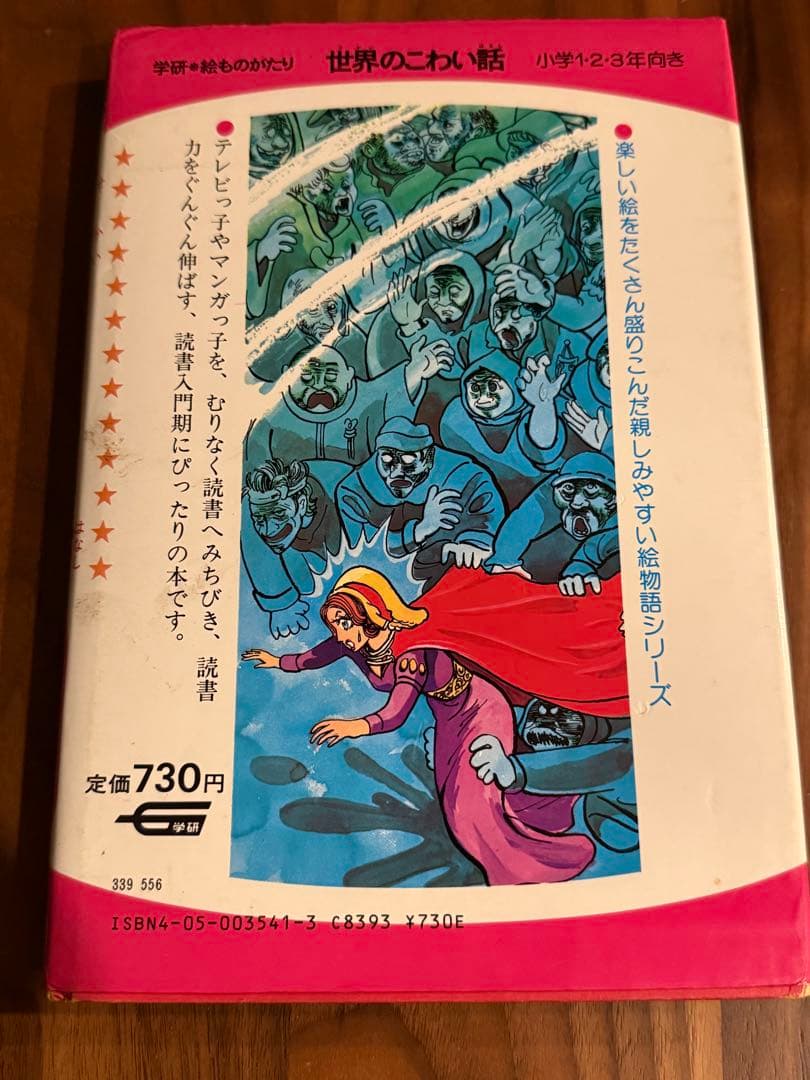 学研●絵ものがたり 世界のこわい話 小学1・2・3年向き
●楽しい絵をたくさん盛りこんだ親しみやすい絵物語シリーズ
●テレビっ子やマンガっ子を、むりなく読書へみちびき、読書
力をぐんぐん伸ばす、読書入門期にぴったりの本です。
★★★★★★★★★★★★★
はなし
定価730円
学研
339 556
ISBN4-05-003541-3 C8393 ¥730E